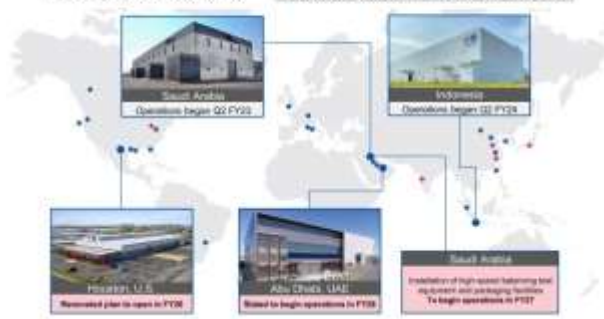 Saudi Arabia
Operations began Q2 FY23
Indonesia
Operations began Q2 FY24
Houston, U.S.
Renovated plan to open in FY26
Abu Dhabi, UAE
Slated to begin operations in
Saudi Arabia
Installation of high-speed balancing test
equipment and packaging facilities
To begin operations in FY27